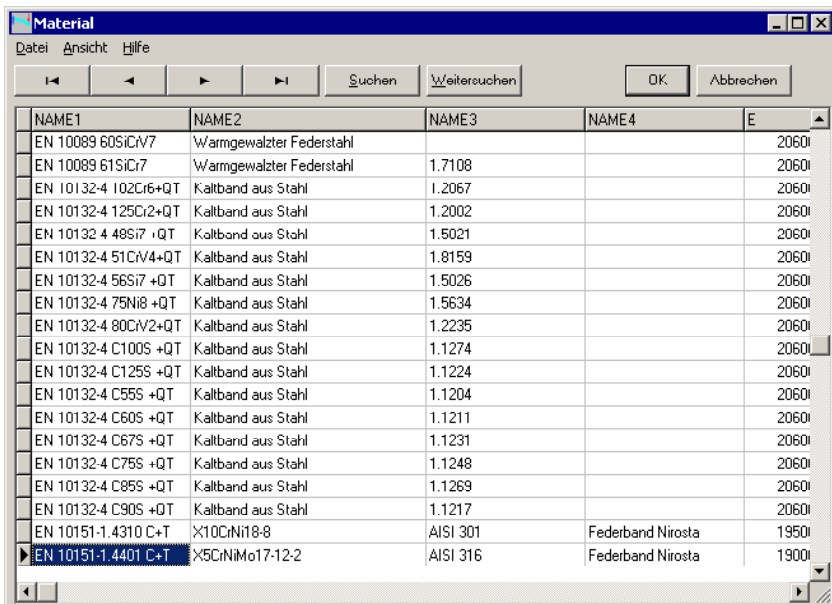 Material
Datei Ansicht Hilfe
Suchen Weitersuchen OK Abbrechen
NAME1 NAME2 NAME3 NAME4 E
EN 10089 60SiCrV7 Warmgewalzter Federstahl 2060
EN 10089 61SiCr7 Warmgewalzter Federstahl 1.7108 2060
EN 10132-4 102Cr6+QT Kaltband aus Stahl 1.2067 2060
EN 10132-4 125Cr2+QT Kaltband aus Stahl 1.2002 2060
EN 10132-4 48Si7 +QT Kaltband aus Stahl 1.5021 2060
EN 10132-4 51CrV4+QT Kaltband aus Stahl 1.8159 2060
EN 10132-4 56Si7 +QT Kaltband aus Stahl 1.5026 2060
EN 10132-4 75Ni8 +QT Kaltband aus Stahl 1.5634 2060
EN 10132-4 80CrV2+QT Kaltband aus Stahl 1.2235 2060
EN 10132-4 C100S +QT Kaltband aus Stahl 1.1274 2060
EN 10132-4 C125S +QT Kaltband aus Stahl 1.1224 2060
EN 10132-4 C55S +QT Kaltband aus Stahl 1.1204 2060
EN 10132-4 C60S +QT Kaltband aus Stahl 1.1211 2060
EN 10132-4 C67S +QT Kaltband aus Stahl 1.1231 2060
EN 10132-4 C75S +QT Kaltband aus Stahl 1.1248 2060
EN 10132-4 C85S +QT Kaltband aus Stahl 1.1269 2060
EN 10132-4 C90S +QT Kaltband aus Stahl 1.1217 2060
EN 10151-1.4310 C+T X10CrNi18-8 AISI 301 Federband Nirosta 1950
EN 10151-1.4401 C+T X5CrNiMo17-12-2 AISI 316 Federband Nirosta 1900